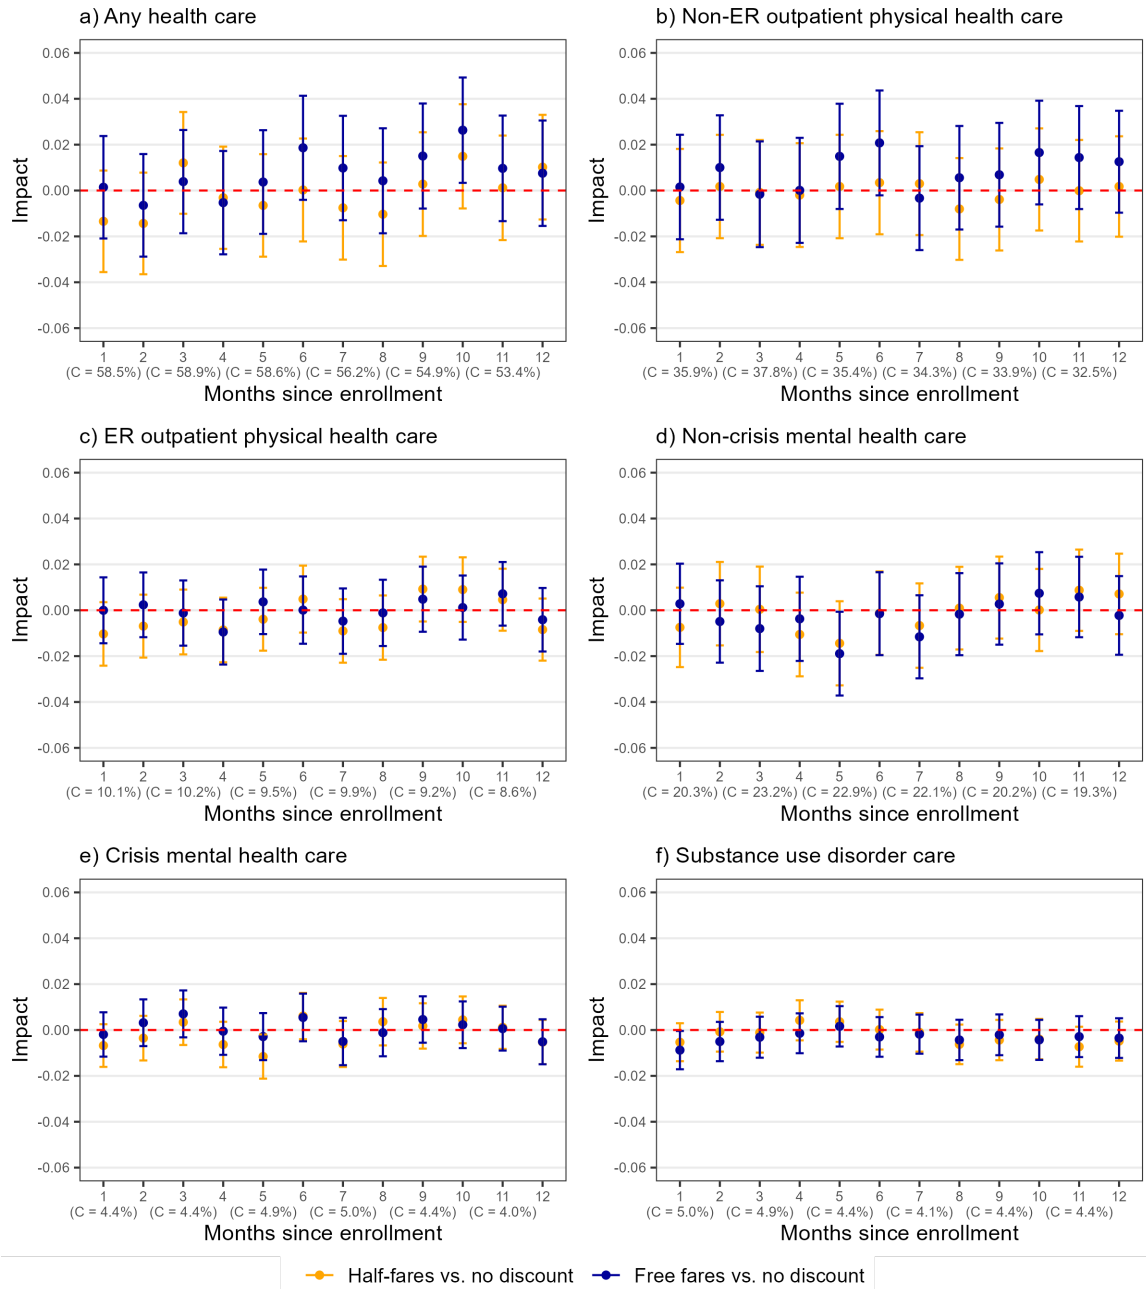 a) Any health care
0.06
0.04
0.02
0.00
-0.02
-0.04
-0.06
Impact
1 2 3 4 5 6 7 8 9 10 11 12
(C = 58.5%) (C = 58.9%) (C = 58.6%) (C = 56.2%) (C = 54.9%) (C = 53.4%)
Months since enrollment
b) Non-ER outpatient physical health care
0.06
0.04
0.02
0.00
-0.02
-0.04
-0.06
Impact
1 2 3 4 5 6 7 8 9 10 11 12
(C = 35.9%) (C = 37.8%) (C = 35.4%) (C = 34.3%) (C = 33.9%) (C = 32.5%)
Months since enrollment
c) ER outpatient physical health care
0.06
0.04
0.02
0.00
-0.02
-0.04
-0.06
Impact
1 2 3 4 5 6 7 8 9 10 11 12
(C = 10.1%) (C = 10.2%) (C = 9.5%) (C = 9.9%) (C = 9.2%) (C = 8.6%)
Months since enrollment
d) Non-crisis mental health care
0.06
0.04
0.02
0.00
-0.02
-0.04
-0.06
Impact
1 2 3 4 5 6 7 8 9 10 11 12
(C = 20.3%) (C = 23.2%) (C = 22.9%) (C = 22.1%) (C = 20.2%) (C = 19.3%)
Months since enrollment
e) Crisis mental health care
0.06
0.04
0.02
0.00
-0.02
-0.04
-0.06
Impact
1 2 3 4 5 6 7 8 9 10 11 12
(C = 4.4%) (C = 4.4%) (C = 4.9%) (C = 5.0%) (C = 4.4%) (C = 4.0%)
Months since enrollment
f) Substance use disorder care
0.06
0.04
0.02
0.00
-0.02
-0.04
-0.06
Impact
1 2 3 4 5 6 7 8 9 10 11 12
(C = 5.0%) (C = 4.9%) (C = 4.4%) (C = 4.1%) (C = 4.4%) (C = 4.4%)
Months since enrollment
Half-fares vs. no discount Free fares vs. no discount